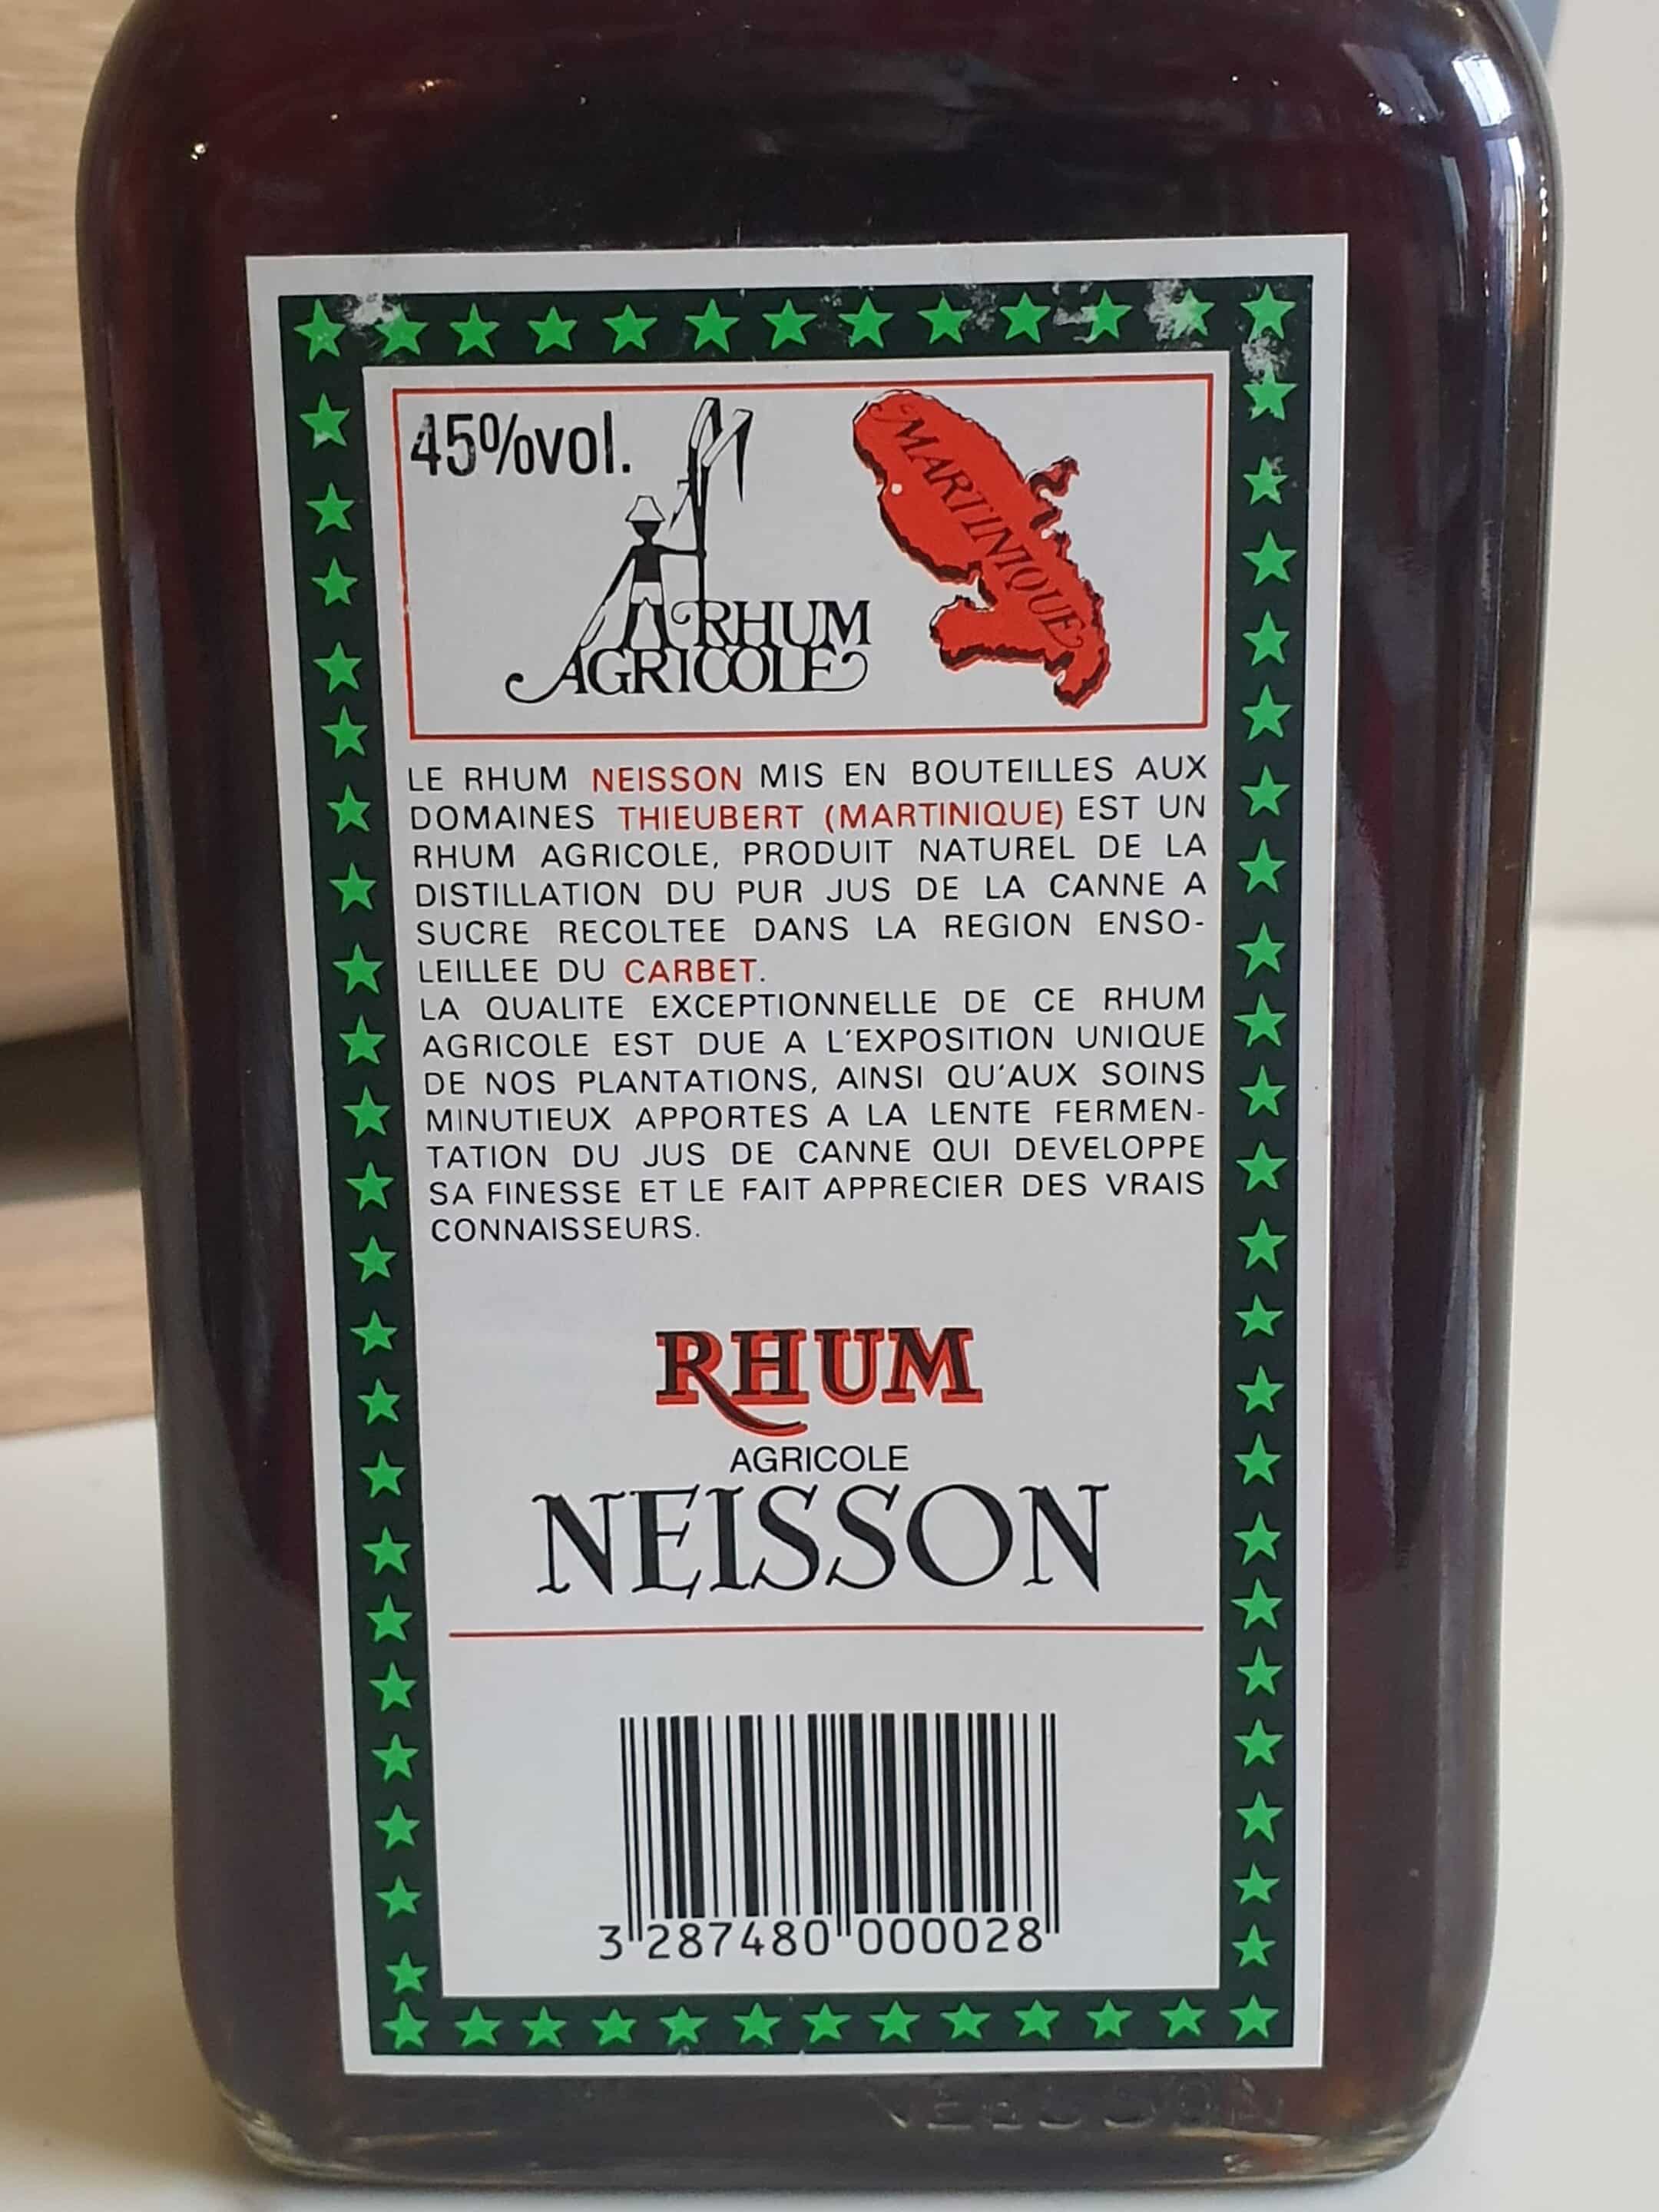 45%vol.
MARTINIQUE
RHUM
AGRICOLE
LE RHUM NEISSON MIS EN BOUTEILLES AUX
DOMAINES THIEUBERT (MARTINIQUE) EST UN
RHUM AGRICOLE, PRODUIT NATUREL DE LA
DISTILLATION DU PUR JUS DE LA CANNE A
SUCRE RECOLTEE DANS LA REGION ENSO-
LEILLEE DU CARBET.
LA QUALITE EXCEPTIONNELLE DE CE RHUM
AGRICOLE EST DUE A L'EXPOSITION UNIQUE
DE NOS PLANTATIONS, AINSI QU'AUX SOINS
MINUTIEUX APPORTES A LA LENTE FERMEN-
TATION DU JUS DE CANNE QUI DEVELOPPE
SA FINESSE ET LE FAIT APPRECIER DES VRAIS
CONNAISSEURS.
RHUM
AGRICOLE
NEISSON
3 287480 000028
NEISSON